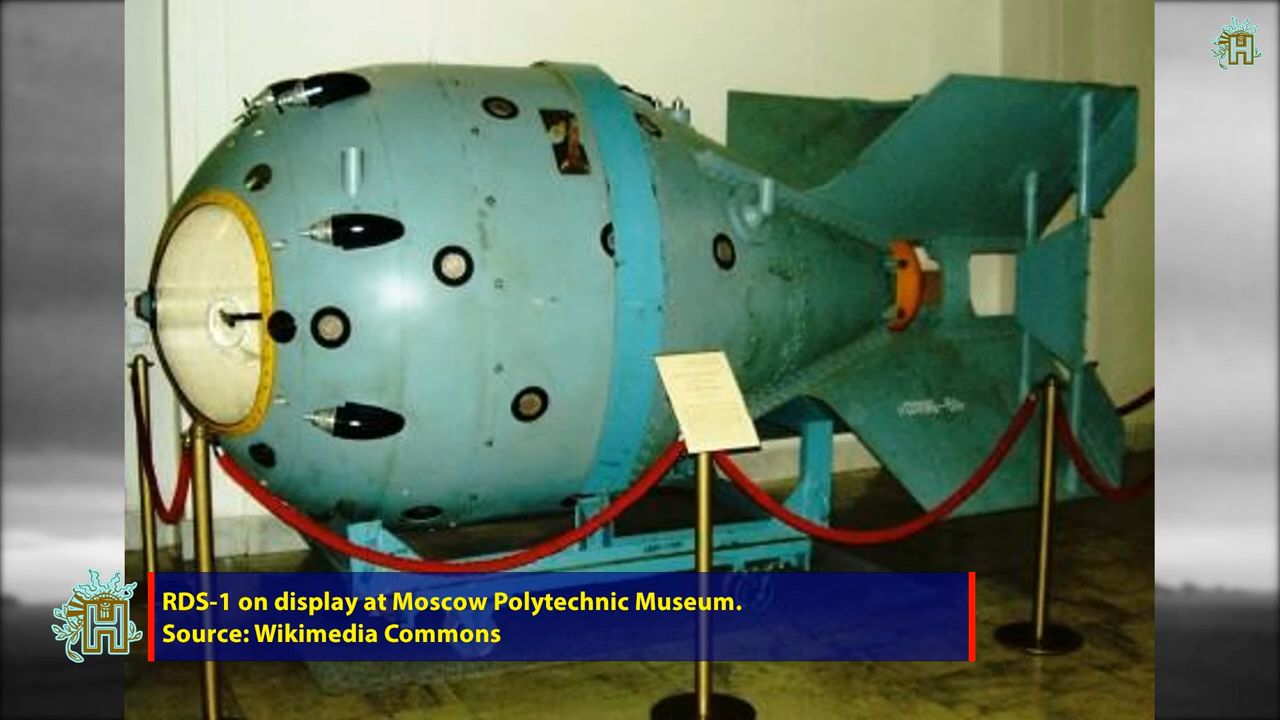 H
RDS-1 on display at Moscow Polytechnic Museum.
Source: Wikimedia Commons
H